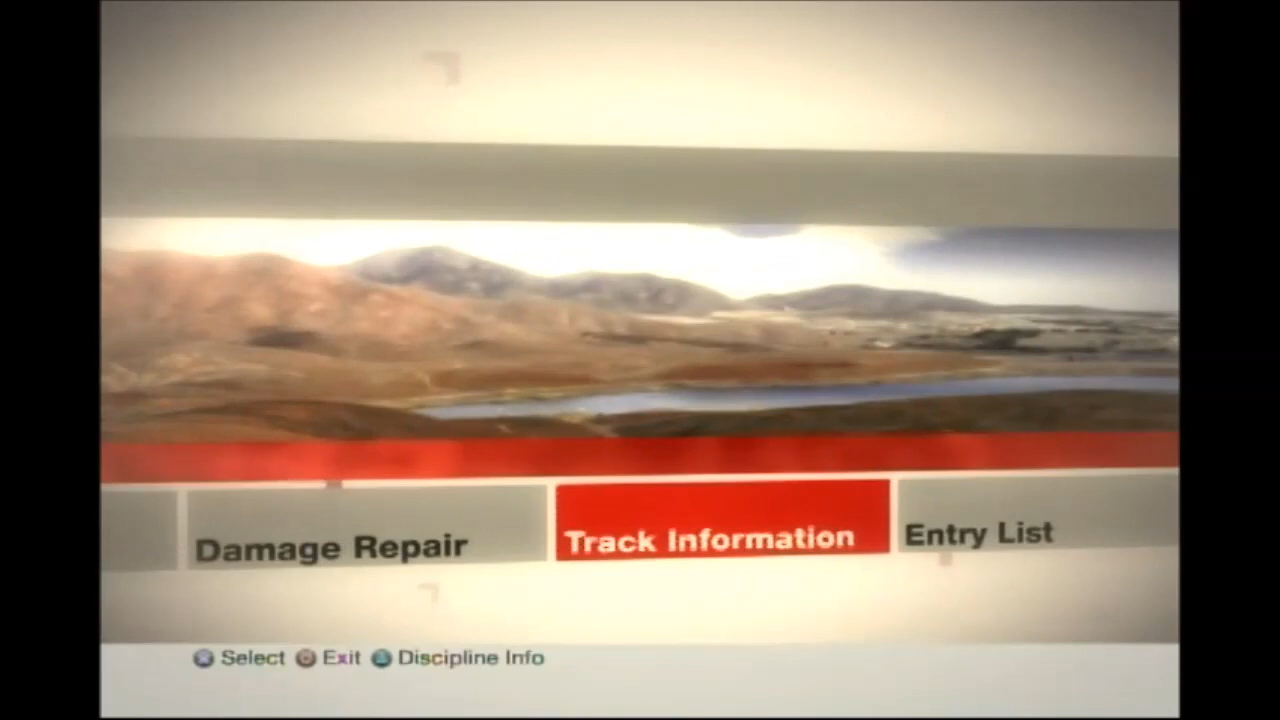 Damage Repair
Track Information
Entry List
Select Exit Discipline Info